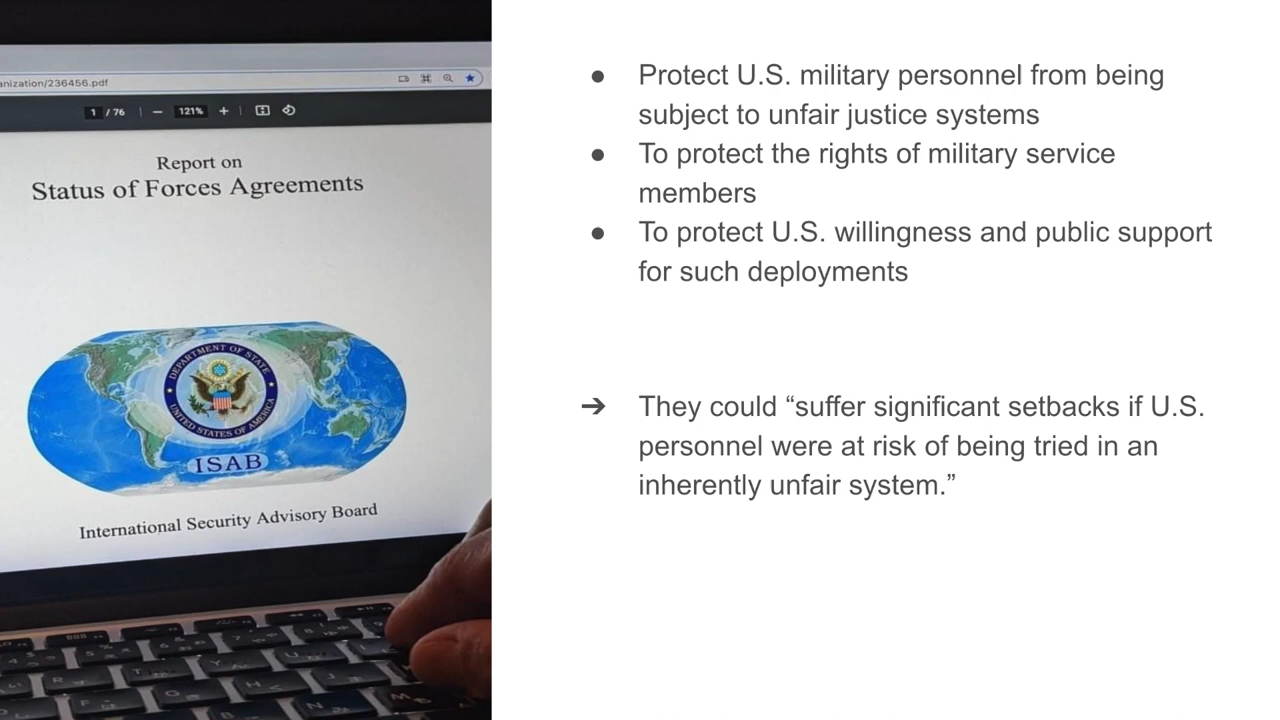 anization/236456.pdf
1 / 76 | — 121% + |
Report on
Status of Forces Agreements
DEPARTMENT OF STATE
UNITED STATES OF AMERICA
ISAB
International Security Advisory Board
● Protect U.S. military personnel from being
subject to unfair justice systems
● To protect the rights of military service
members
● To protect U.S. willingness and public support
for such deployments
➔ They could “suffer significant setbacks if U.S.
personnel were at risk of being tried in an
inherently unfair system.”